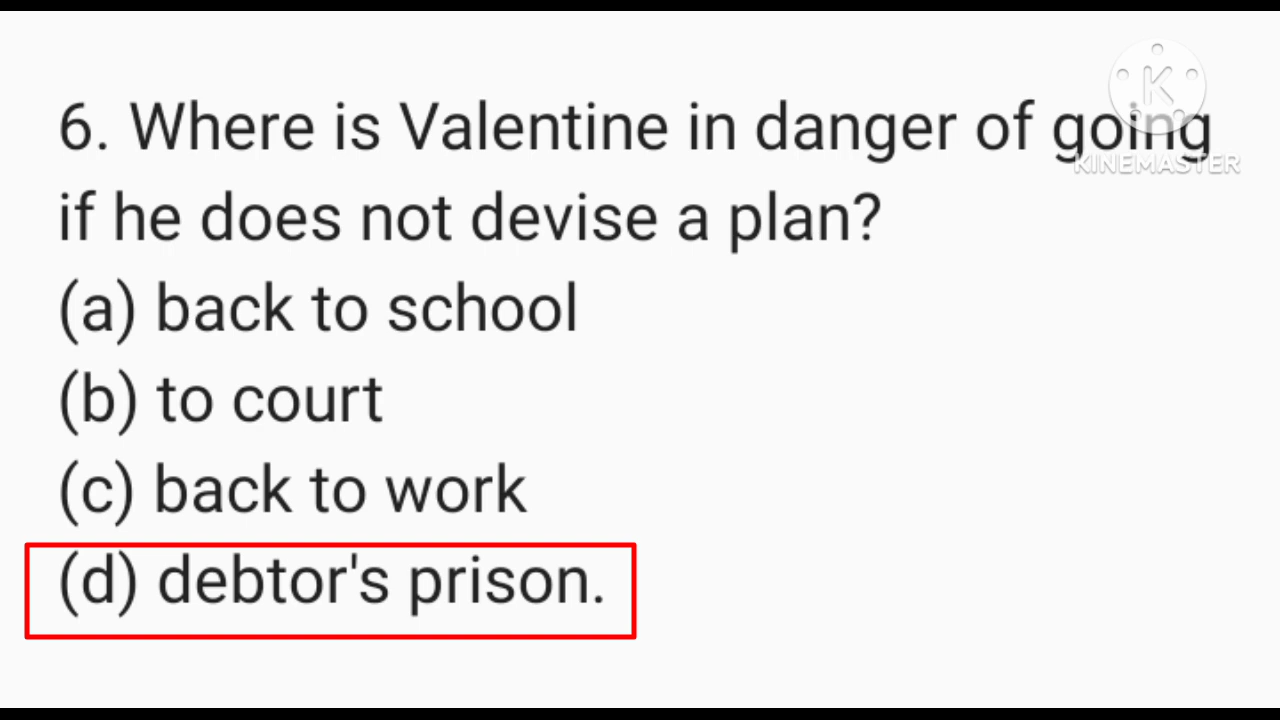 6. Where is Valentine in danger of going
KINEMASTER
if he does not devise a plan?
(a) back to school
(b) to court
(c) back to work
(d) debtor's prison.